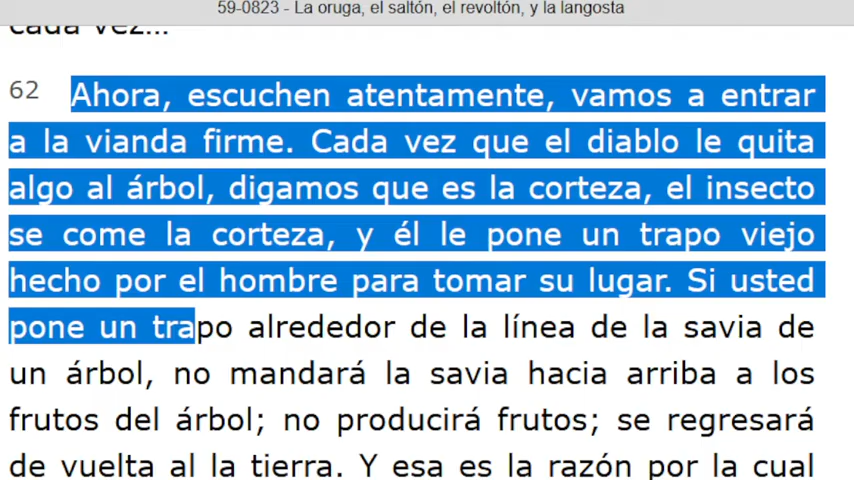 59-0823 - La oruga, el saltón, el revoltón, y la langosta
cada vez...
62 Ahora, escuchen atentamente, vamos a entrar
a la vianda firme. Cada vez que el diablo le quita
algo al árbol, digamos que es la corteza, el insecto
se come la corteza, y él le pone un trapo viejo
hecho por el hombre para tomar su lugar. Si usted
pone un trapo alrededor de la línea de la savia de
un árbol, no mandará la savia hacia arriba a los
frutos del árbol; no producirá frutos; se regresará
de vuelta al la tierra. Y esa es la razón por la cual